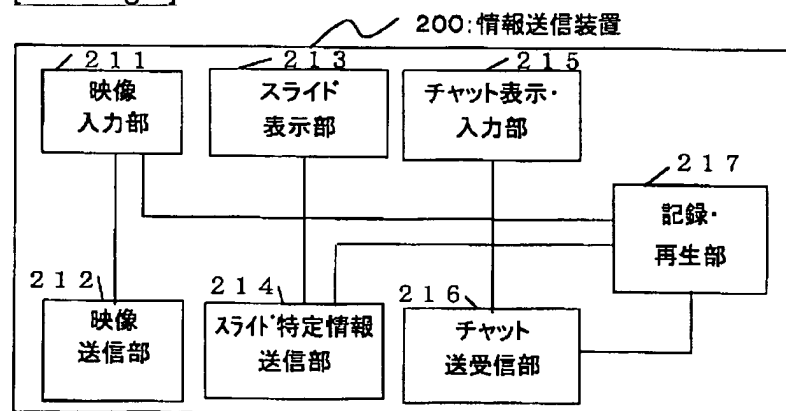 200:情報送信装置
211
映像
入力部
213
スライド
表示部
215
チャット表示・
入力部
217
記録・
再生部
212
映像
送信部
214
スライド特定情報
送信部
216
チャット
送受信部